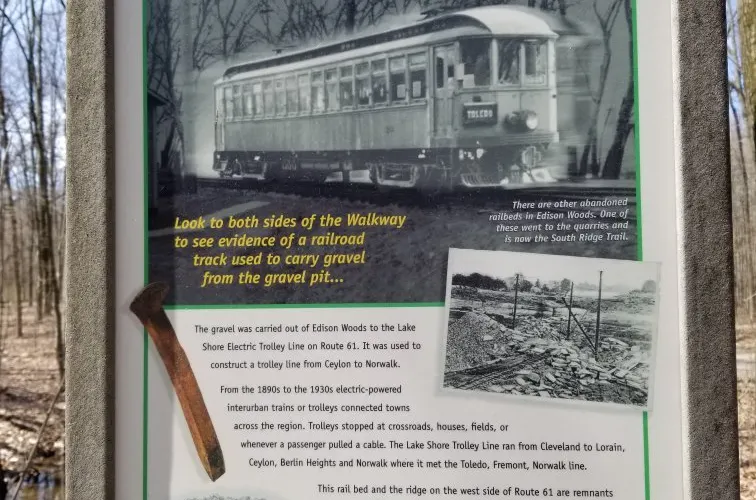 TOLEDO
There are other abandoned
railbeds in Edison Woods. One of
these went to the quarries and
is now the South Ridge Trail.
Look to both sides of the Walkway
to see evidence of a railroad
track used to carry gravel
from the gravel pit...
The gravel was carried out of Edison Woods to the Lake
Shore Electric Trolley Line on Route 61. It was used to
construct a trolley line from Ceylon to Norwalk.
From the 1890s to the 1930s electric-powered
interurban trains or trolleys connected towns
across the region. Trolleys stopped at crossroads, houses, fields, or
whenever a passenger pulled a cable. The Lake Shore Trolley Line ran from Cleveland to Lorain,
Ceylon, Berlin Heights and Norwalk where it met the Toledo, Fremont, Norwalk line.
This rail bed and the ridge on the west side of Route 61 are remnants